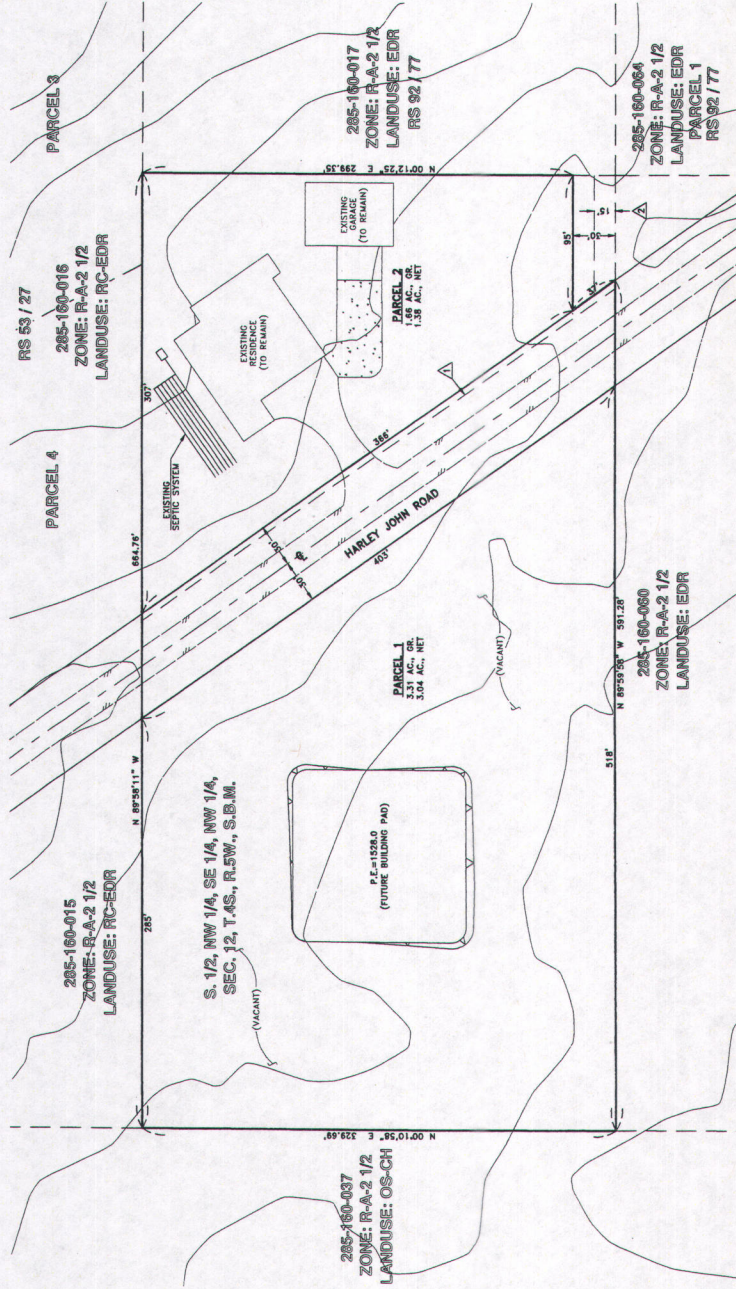 RS 53 / 27
PARCEL 3
PARCEL 4
285-160-016
ZONE: R-A-2 1/2
LANDUSE: RC-EDR
285-160-015
ZONE: R-A-2 1/2
LANDUSE: RC-EDR
N 89°58'11" W
664.76'
285'
307'
S. 1/2, NW 1/4, SE 1/4, NW 1/4,
SEC. 12, T.4S., R.5W., S.B.M.
(VACANT)
EXISTING
SEPTIC SYSTEM
EXISTING
RESIDENCE
(TO REMAIN)
EXISTING
GARAGE
(TO REMAIN)
N 00°12'25" E 299.35'
285-160-017
ZONE: R-A-2 1/2
LANDUSE: EDR
RS 92 / 77
PARCEL 2
1.66 AC., GR.
1.38 AC., NET
30'
30'
HARLEY JOHN ROAD
403'
366'
1
PARCEL 1
3.31 AC., GR.
3.04 AC., NET
(VACANT)
P.E.=1528.0
(FUTURE BUILDING PAD)
95'
30'
15'
2
285-160-064
ZONE: R-A-2 1/2
LANDUSE: EDR
PARCEL 1
RS 92 / 77
N 00°10'58" E 329.69'
285-160-037
ZONE: R-A-2 1/2
LANDUSE: OS-CH
518'
N 89°59'56" W 591.28'
285-160-060
ZONE: R-A-2 1/2
LANDUSE: EDR